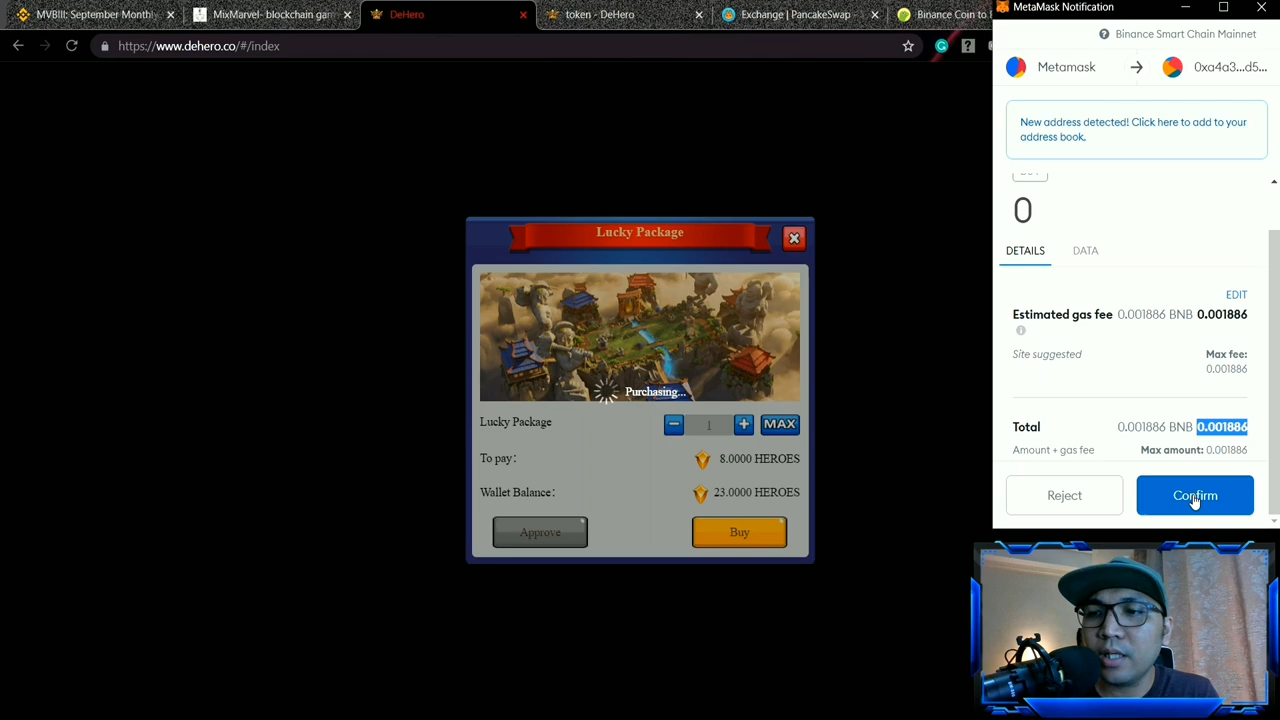 MVBIII: September Monthly
MixMarvel- blockchain gam
DeHero
token - DeHero
Exchange | PancakeSwap
Binance Coin to
MetaMask Notification
https://www.dehero.co/#/index
Binance Smart Chain Mainnet
Metamask
0xa4a3...d5...
New address detected! Click here to add to your
address book.
0
DETAILS
DATA
EDIT
Estimated gas fee 0.001886 BNB 0.001886
Site suggested
Max fee:
0.001886
Total 0.001886 BNB 0.001886
Amount + gas fee Max amount: 0.001886
Reject
Confirm
Lucky Package
Purchasing...
Lucky Package
1
MAX
To pay:
8.0000 HEROES
Wallet Balance:
23.0000 HEROES
Approve
Buy